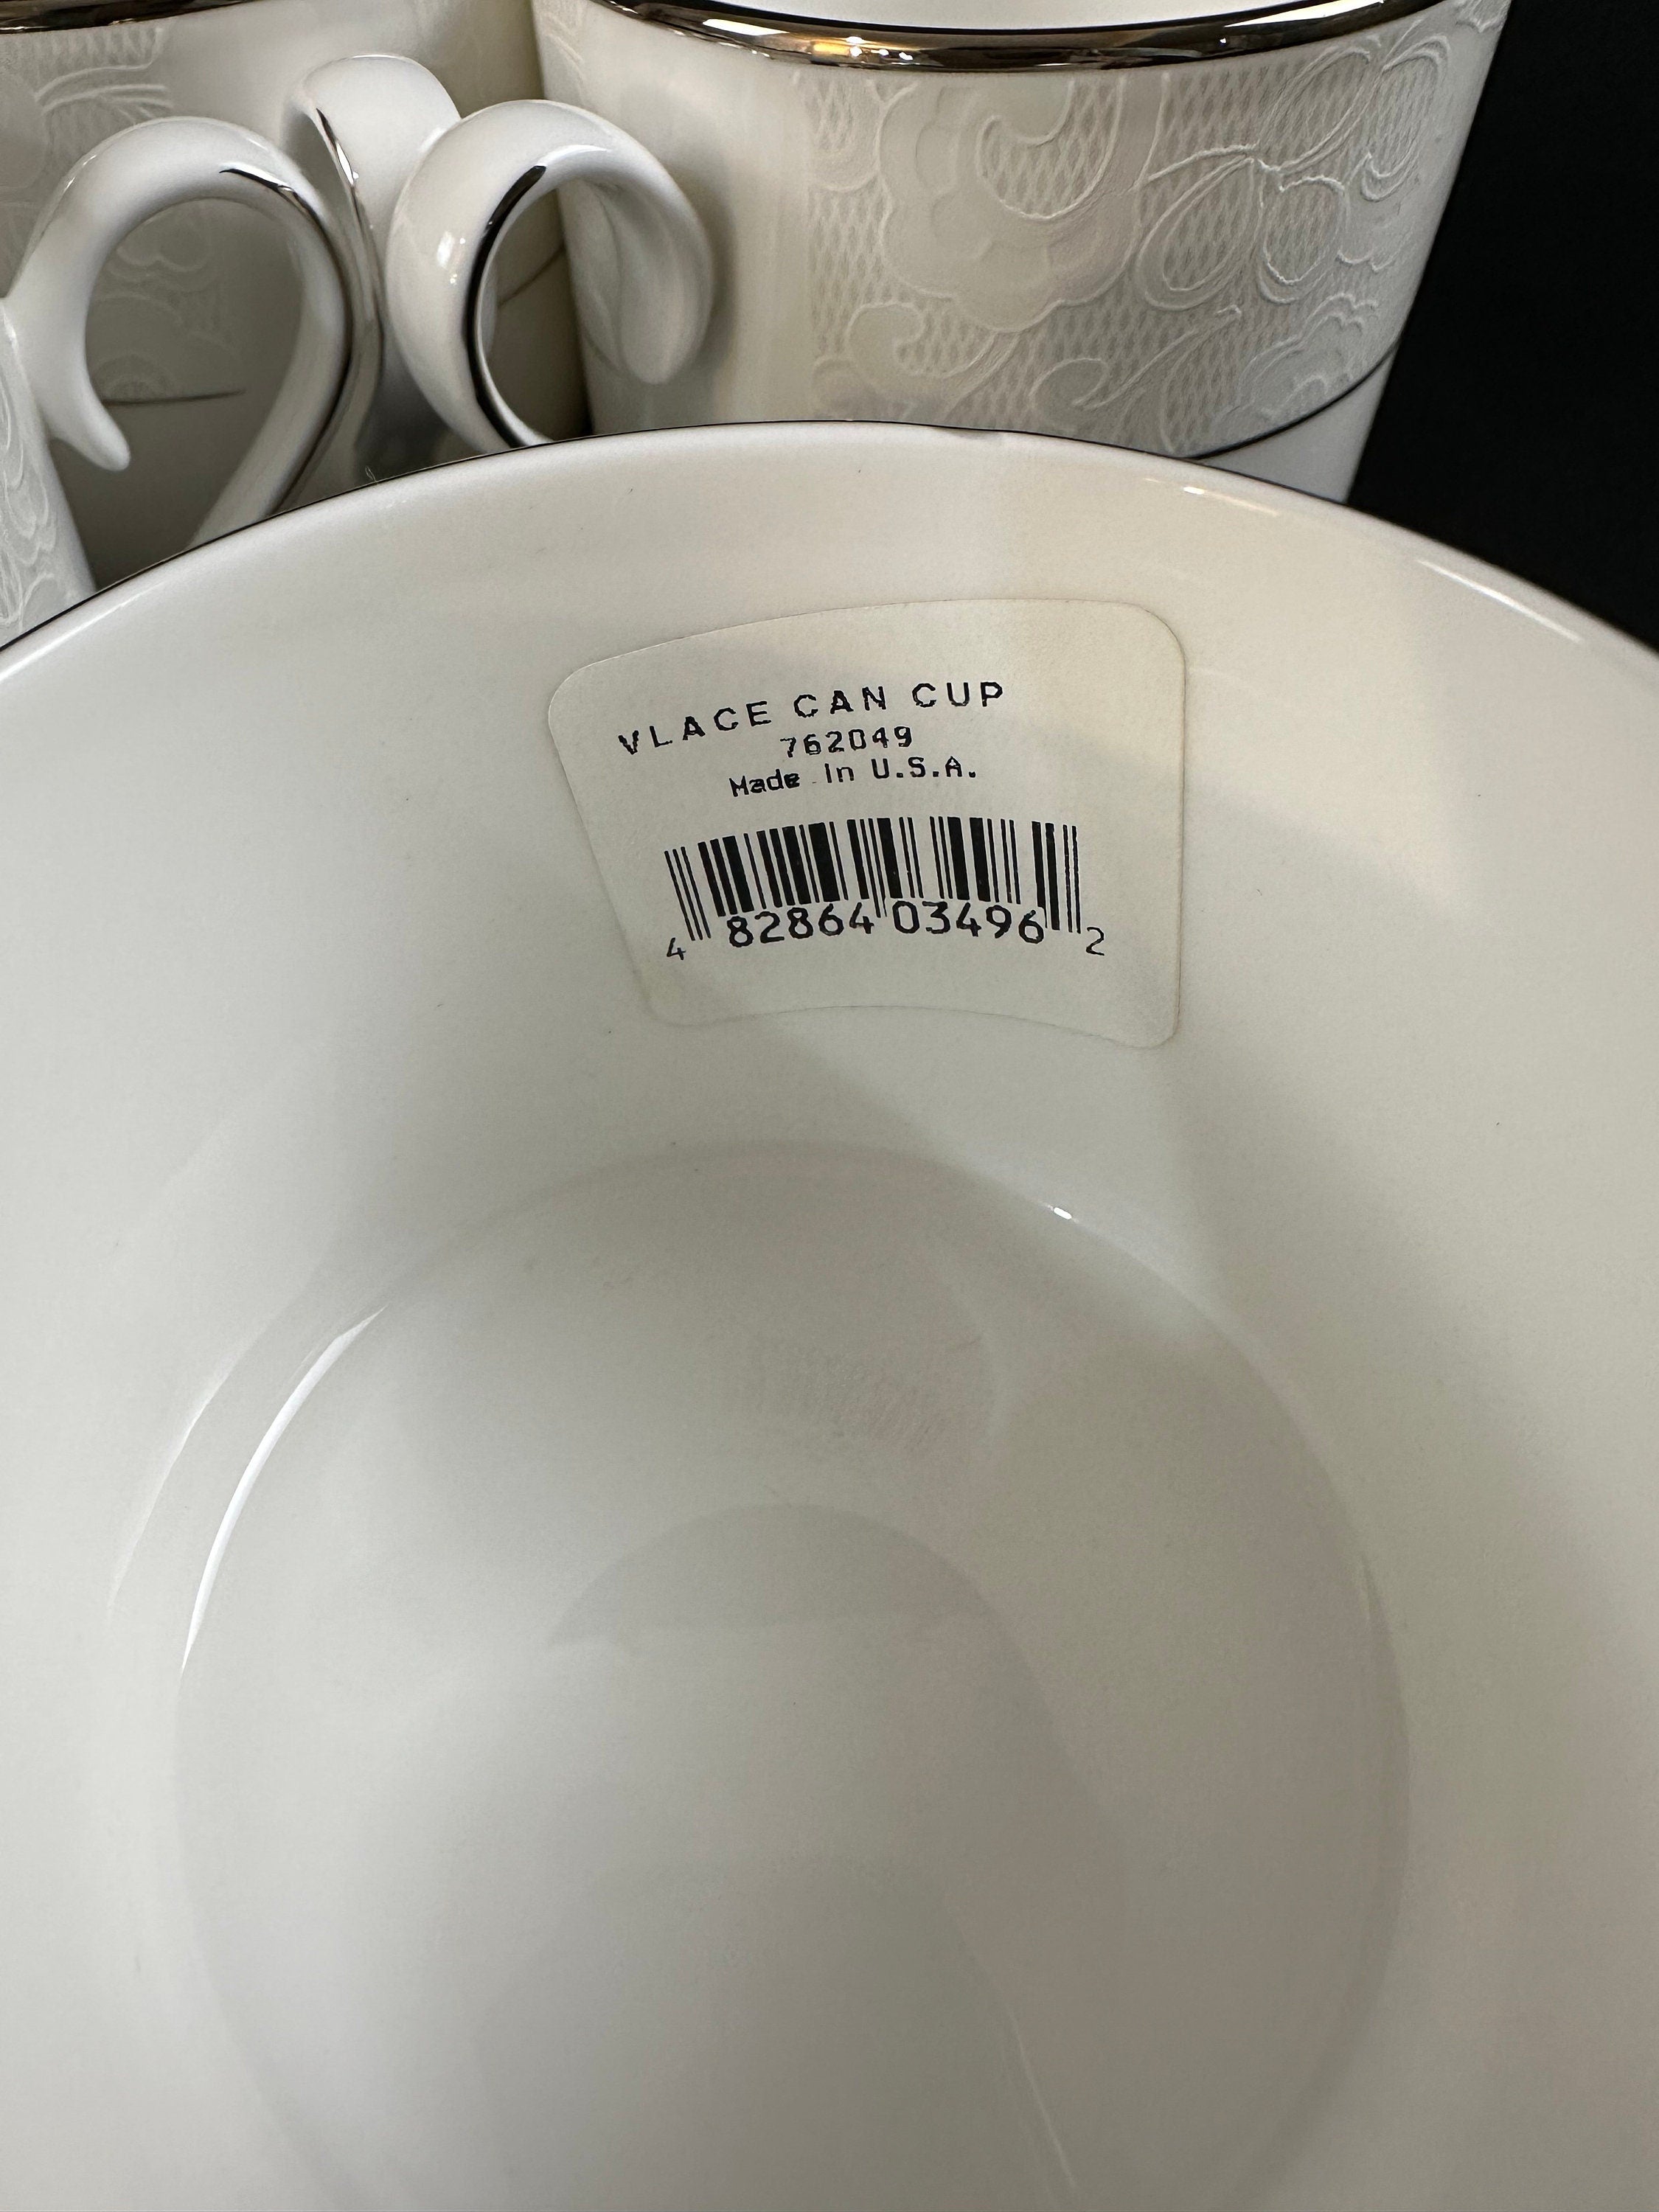 VLACE CAN CUP
762049
Made In U.S.A.
4 82864 03496 2